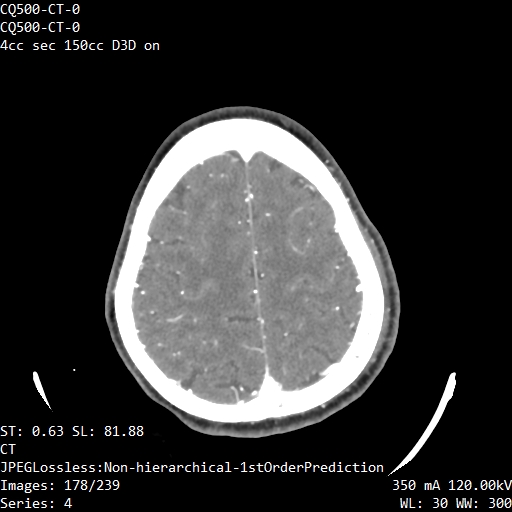 CQ500-CT-0
CQ500-CT-0
4cc sec 150cc D3D on
ST: 0.63 SL: 81.88
CT
JPEGLossless:Non-hierarchical-1stOrderPrediction
Images: 178/239
350 mA 120.00kV
Series: 4
WL: 30 WW: 300